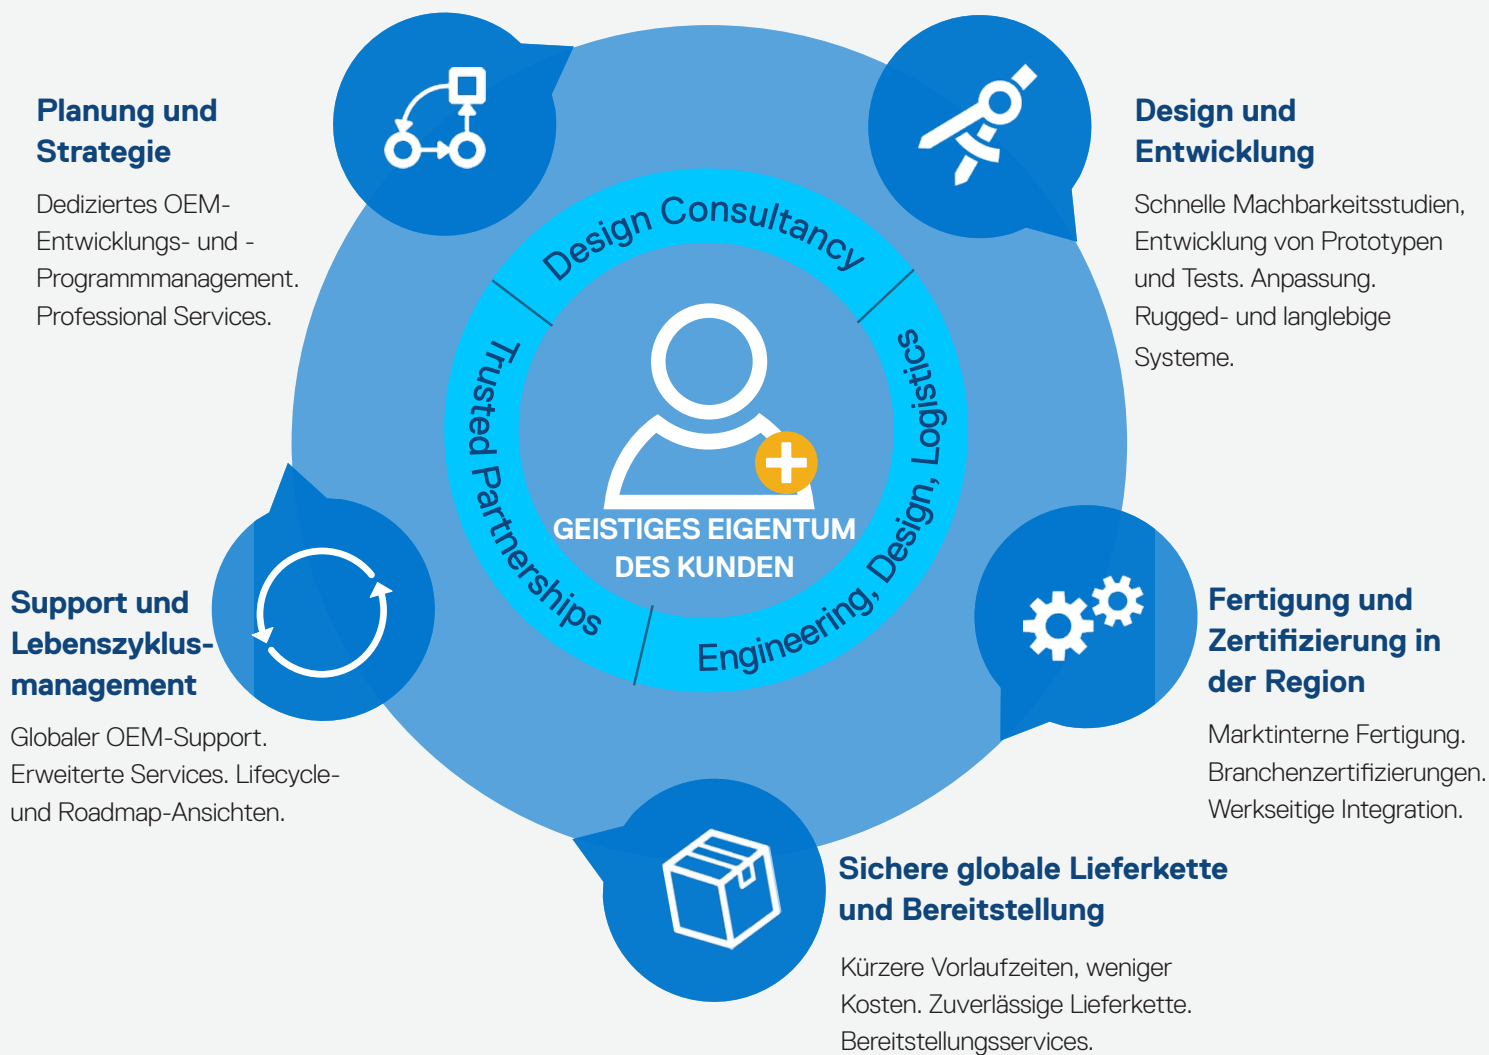 Planung und
Strategie
Dediziertes OEM-
Entwicklungs- und -
Programmmanagement.
Professional Services.
Design und
Entwicklung
Schnelle Machbarkeitsstudien,
Entwicklung von Prototypen
und Tests. Anpassung.
Rugged- und langlebige
Systeme.
Design Consultancy
Trusted Partnerships
Engineering, Design, Logistics
GEISTIGES EIGENTUM
DES KUNDEN
Support und
Lebenszyklus-
management
Globaler OEM-Support.
Erweiterte Services. Lifecycle-
und Roadmap-Ansichten.
Fertigung und
Zertifizierung in
der Region
Marktinterne Fertigung.
Branchenzertifizierungen.
Werkseitige Integration.
Sichere globale Lieferkette
und Bereitstellung
Kürzere Vorlaufzeiten, weniger
Kosten. Zuverlässige Lieferkette.
Bereitstellungsservices.